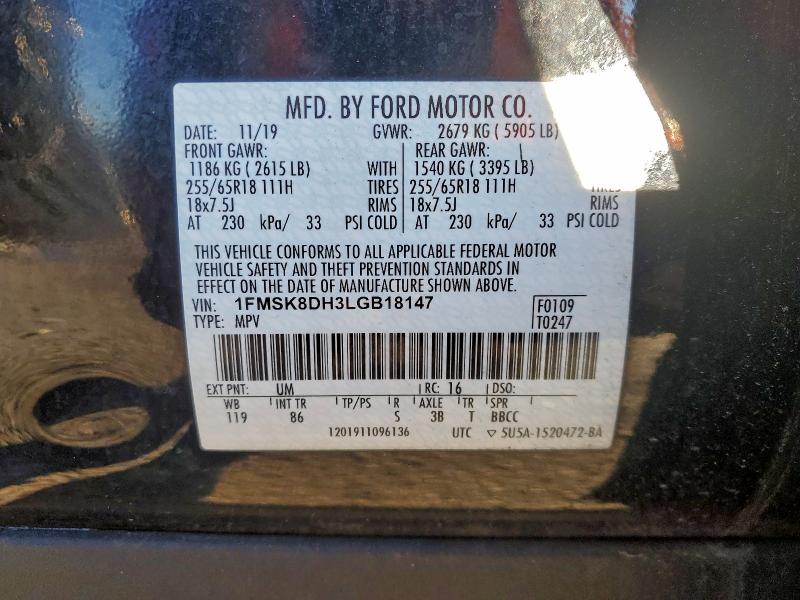 MFD. BY FORD MOTOR CO.
DATE: 11/19 GVWR: 2679 KG ( 5905 LB)
FRONT GAWR: REAR GAWR:
1186 KG ( 2615 LB) WITH 1540 KG ( 3395 LB)
255/65R18 111H TIRES 255/65R18 111H TIRES
18x7.5J RIMS 18x7.5J RIMS
AT 230 kPa/ 33 PSI COLD AT 230 kPa/ 33 PSI COLD
THIS VEHICLE CONFORMS TO ALL APPLICABLE FEDERAL MOTOR
VEHICLE SAFETY AND THEFT PREVENTION STANDARDS IN
EFFECT ON THE DATE OF MANUFACTURE SHOWN ABOVE.
VIN: 1FMSK8DH3LGB18147 F0109
TYPE: MPV T0247
EXT PNT: UM RC: 16 DSO:
WB INT TR TP/PS R AXLE TR SPR
119 86 S 3B T BBCC
1201911096136 UTC ▽ 5U5A-1520472-BA